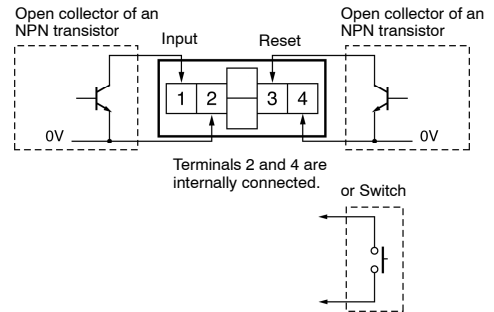 Open collector of an
NPN transistor
Open collector of an
NPN transistor
Input
Reset
1 2 3 4
0V
0V
Terminals 2 and 4 are
internally connected.
or Switch